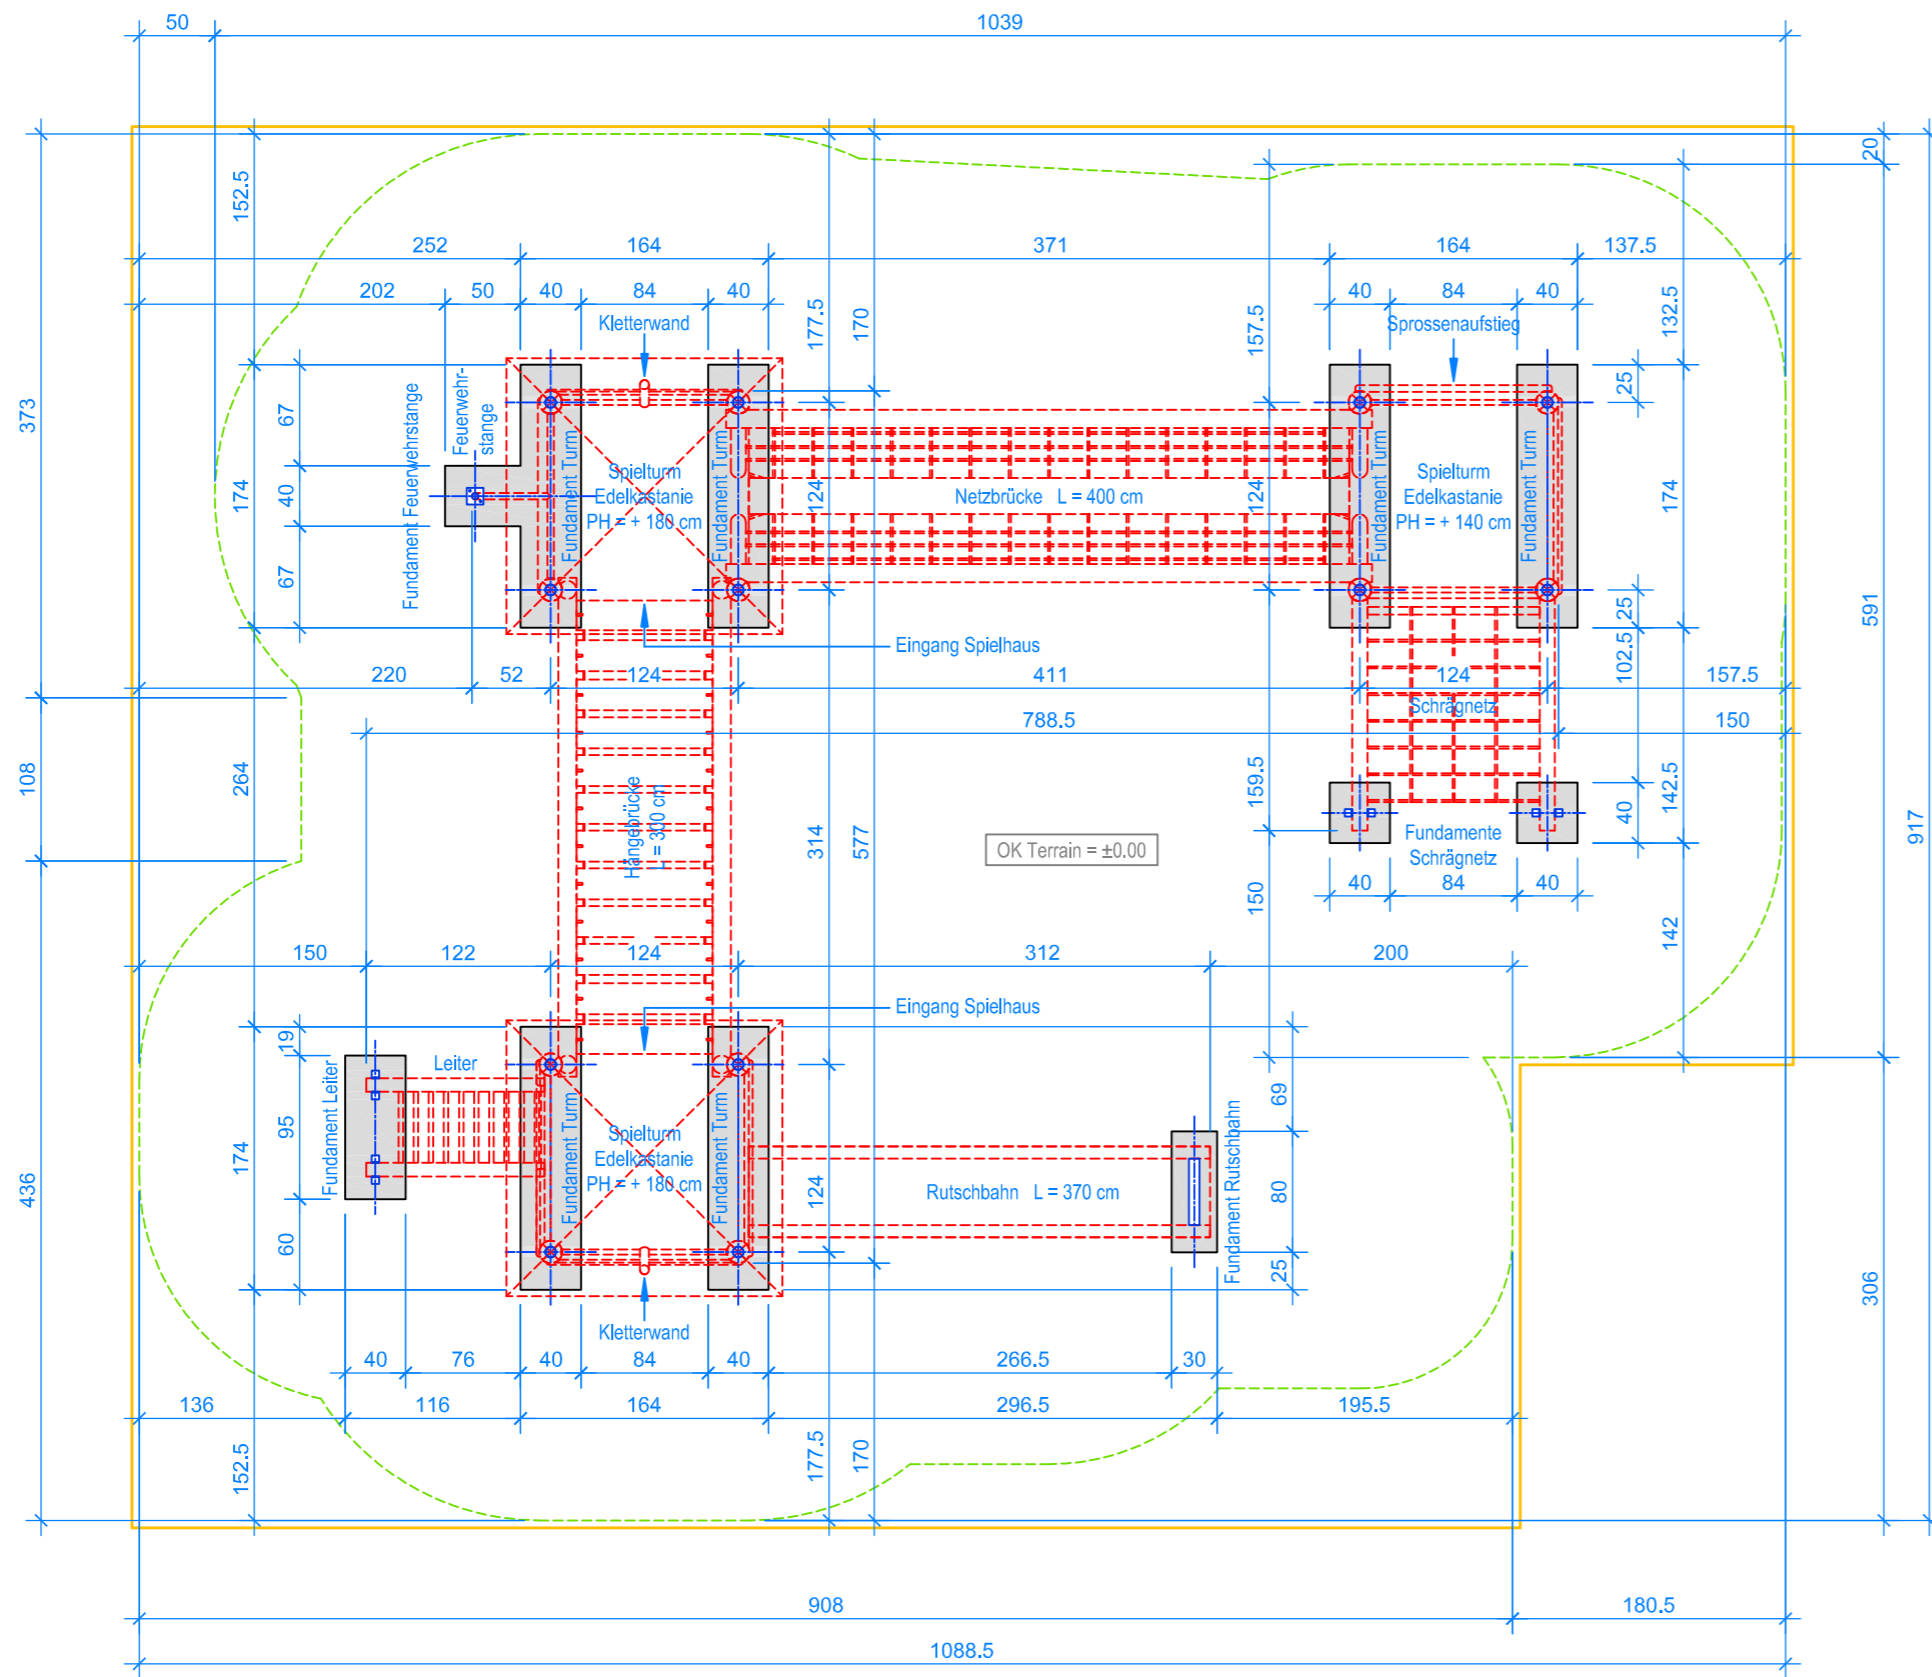 50
1039
20
152.5
252
164
371
164
137.5
202
50
40
84
40
177.5
170
157.5
40
84
40
132.5
Kletterwand
Sprossenaufstieg
25
373
67
Fundament Feuerwehrstange
Feuerwehr-
stange
174
40
67
Fundament Turm
Spielturm
Edelkastanie
PH = + 180 cm
Fundament Turm
124
Netzbrücke L = 400 cm
124
Fundament Turm
Spielturm
Edelkastanie
PH = + 140 cm
Fundament Turm
174
591
25
Eingang Spielhaus
102.5
220
52
124
411
124
157.5
Schrägnetz
788.5
150
108
264
Hängebrücke
L = 300 cm
314
577
159.5
142.5
40
OK Terrain = ±0.00
Fundamente
Schrägnetz
917
40
84
40
150
142
150
122
124
312
200
Eingang Spielhaus
19
Leiter
Fundament Leiter
95
174
60
436
Fundament Turm
Spielturm
Edelkastanie
PH = + 180 cm
Fundament Turm
124
Rutschbahn L = 370 cm
69
80
25
Fundament Rutschbahn
306
Kletterwand
40
76
40
84
40
266.5
30
136
116
164
296.5
195.5
152.5
177.5
170
908
180.5
1088.5